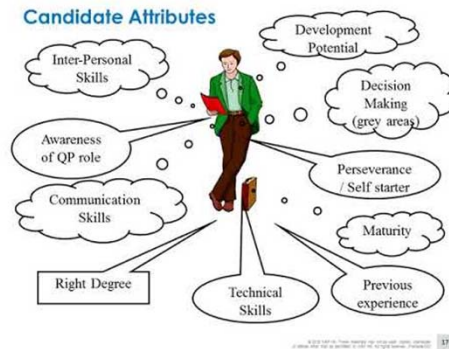 Candidate Attributes
Inter-Personal
Skills
Development
Potential
Decision
Making
(grey areas)
Awareness
of QP role
Perseverance
/ Self starter
Communication
Skills
Maturity
Right Degree
Technical
Skills
Previous
experience
17